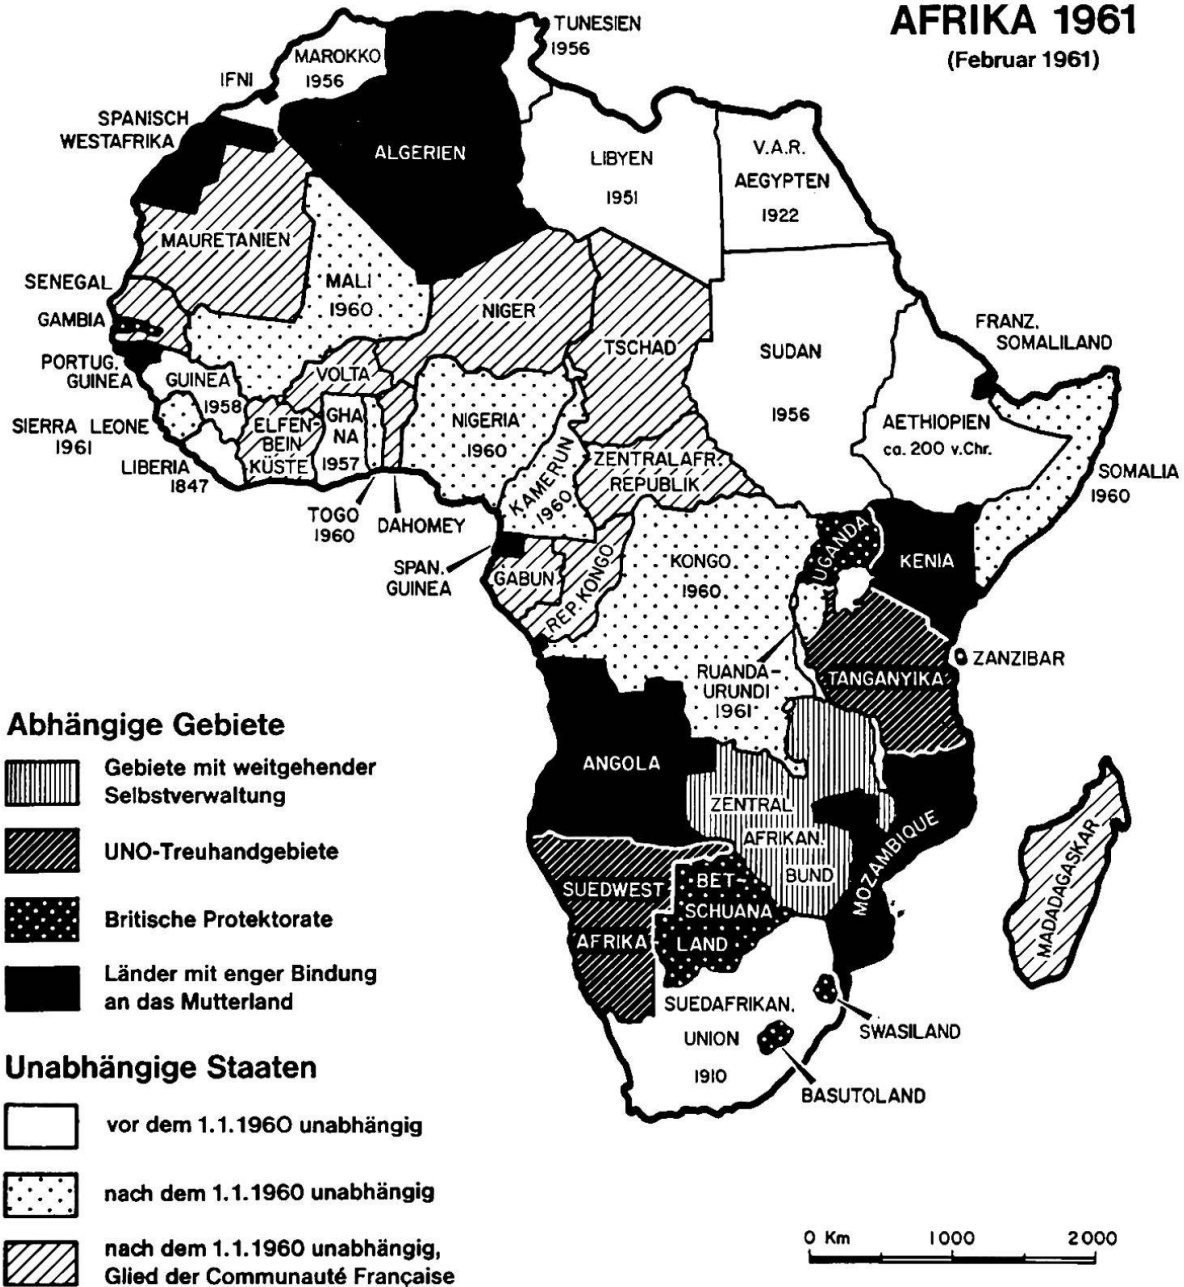 AFRIKA 1961
(Februar 1961)
TUNESIEN
1956
MAROKKO
1956
IFNI
SPANISCH
WESTAFRIKA
ALGERIEN
LIBYEN
1951
V.A.R.
AEGYPTEN
1922
MAURETANIEN
SENEGAL
GAMBIA
PORTUG.
GUINEA
MALI
1960
NIGER
TSCHAD
SUDAN
1956
FRANZ.
SOMALILAND
AETHIOPIEN
ca. 200 v.Chr.
SOMALIA
1960
GUINEA
1958
SIERRA LEONE
1961
LIBERIA
1847
VOLTA
ELFEN-
BEIN
KÜSTE
GHA
NA
1957
TOGO
1960
DAHOMEY
NIGERIA
1960
KAMERUN
1960
ZENTRALAFR.
REPUBLIK
SPAN.
GUINEA
GABUN
REP. KONGO
KONGO
1960
UGANDA
KENIA
RUANDA-
URUNDI
1961
TANGANYIKA
ZANZIBAR
ANGOLA
ZENTRAL
AFRIKAN.
BUND
MOZAMBIQUE
MADADAGASKAR
SUEDWEST
AFRIKA
BET-
SCHUANA
LAND
SUEDAFRIKAN.
UNION
1910
SWASILAND
BASUTOLAND
Abhängige Gebiete
Gebiete mit weitgehender
Selbstverwaltung
UNO-Treuhandgebiete
Britische Protektorate
Länder mit enger Bindung
an das Mutterland
Unabhängige Staaten
vor dem 1.1.1960 unabhängig
nach dem 1.1.1960 unabhängig
nach dem 1.1.1960 unabhängig,
Glied der Communauté Française
0 Km 1000 2000